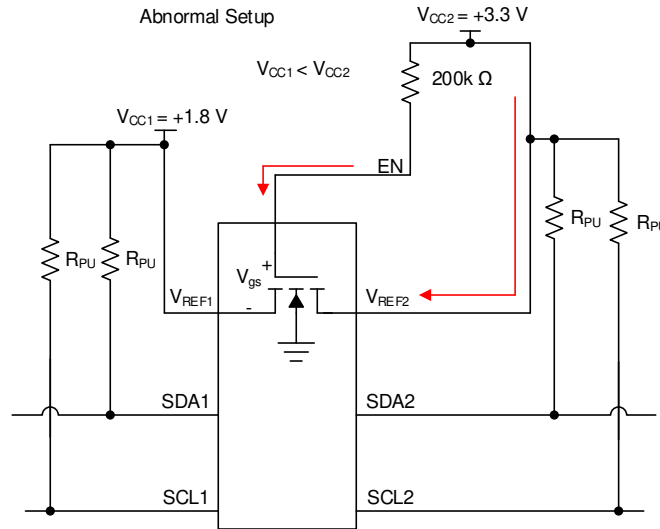 Abnormal Setup
VCC2 = +3.3 V
VCC1 < VCC2
200k Ω
VCC1 = +1.8 V
EN
RPU
RPU
RPU
RPU
+
Vgs
-
VREF1
VREF2
SDA1
SDA2
SCL1
SCL2